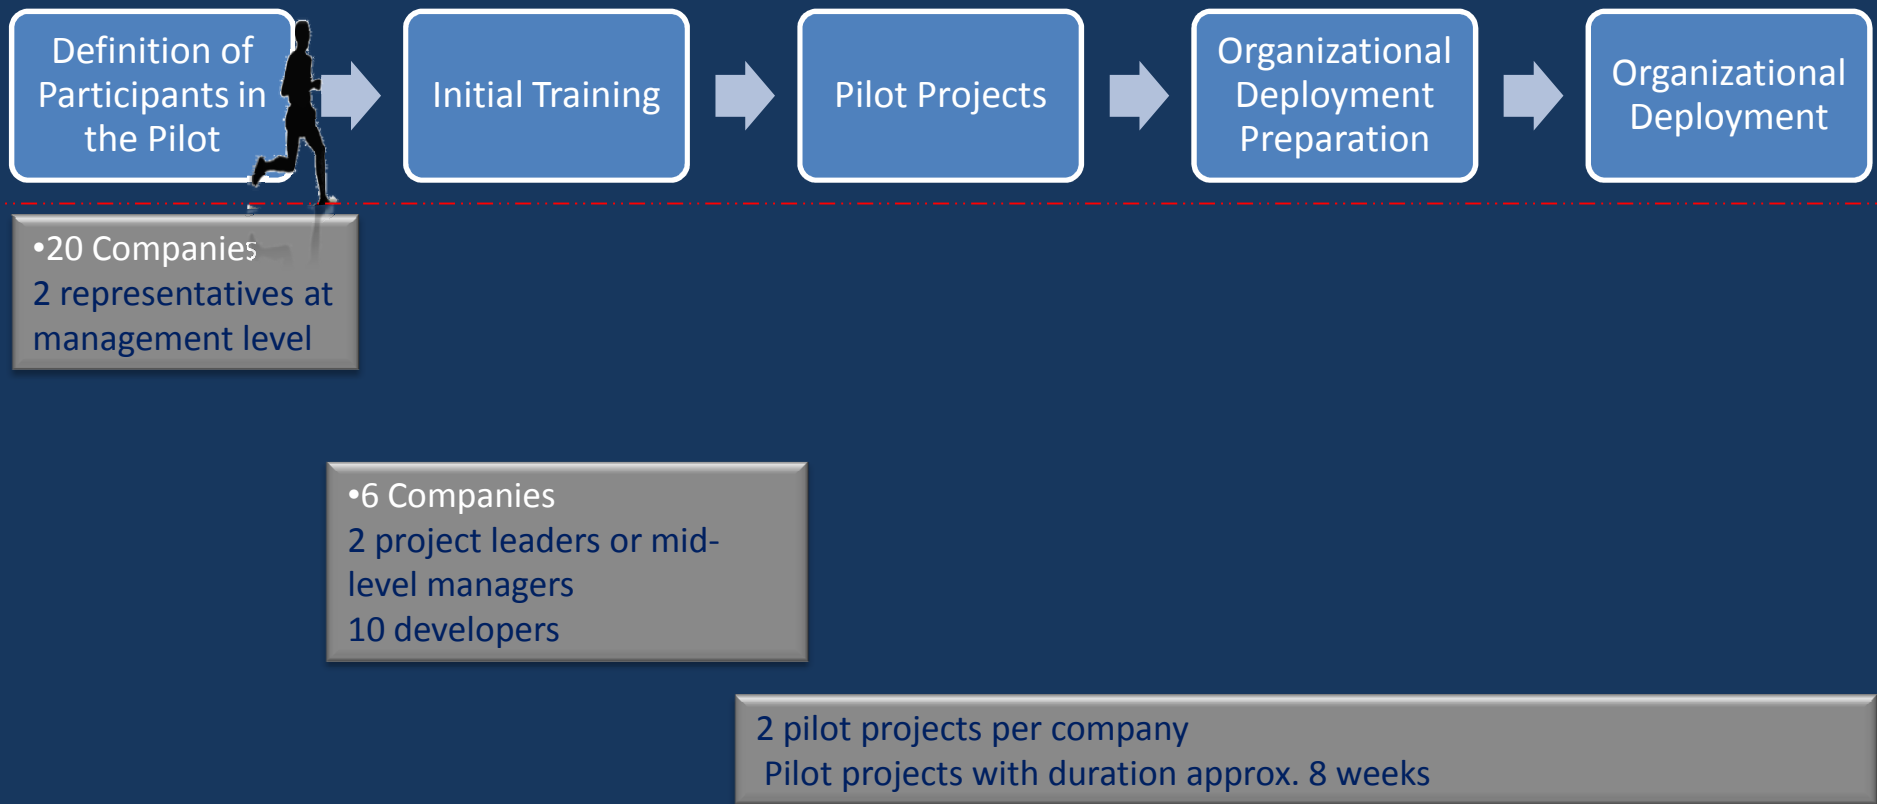 Definition of
Participants in
the Pilot
Initial Training
Pilot Projects
Organizational
Deployment
Preparation
Organizational
Deployment
•20 Companies
2 representatives at
management level
•6 Companies
2 project leaders or mid-
level managers
10 developers
2 pilot projects per company
Pilot projects with duration approx. 8 weeks